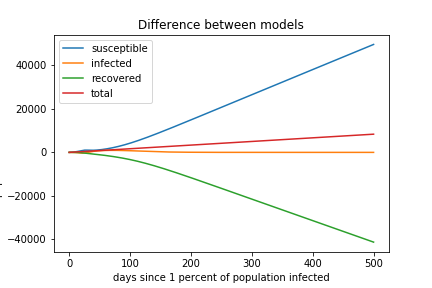 Difference between models
susceptible
infected
recovered
total
40000
20000
0
−20000
−40000
0
100
200
300
400
500
days since 1 percent of population infected